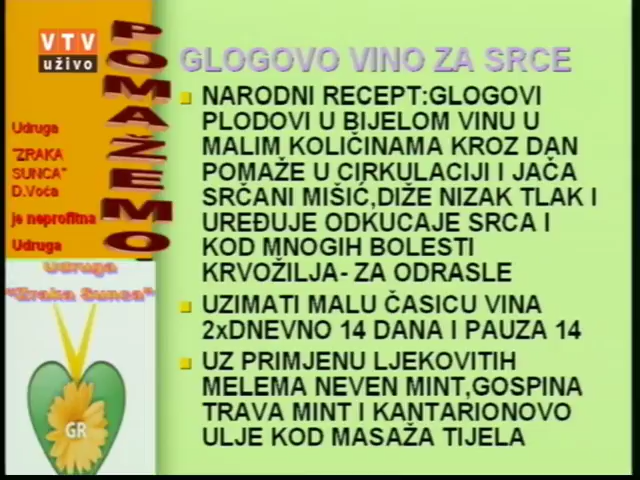 VTV
uživo
POMAŽEMO
Udruga
"ZRAKA
SUNCA"
D.Voća
je neprofitna
Udruga
Udruga
"Zraka Sunca"
GR
GLOGOVO VINO ZA SRCE
NARODNI RECEPT:GLOGOVI
PLODOVI U BIJELOM VINU U
MALIM KOLIČINAMA KROZ DAN
POMAŽE U CIRKULACIJI I JAČA
SRČANI MIŠIĆ,DIŽE NIZAK TLAK I
UREĐUJE ODKUCAJE SRCA I
KOD MNOGIH BOLESTI
KRVOŽILJA- ZA ODRASLE
UZIMATI MALU ČASICU VINA
2xDNEVNO 14 DANA I PAUZA 14
UZ PRIMJENU LJEKOVITIH
MELEMA NEVEN MINT,GOSPINA
TRAVA MINT I KANTARIONOVO
ULJE KOD MASAŽA TIJELA